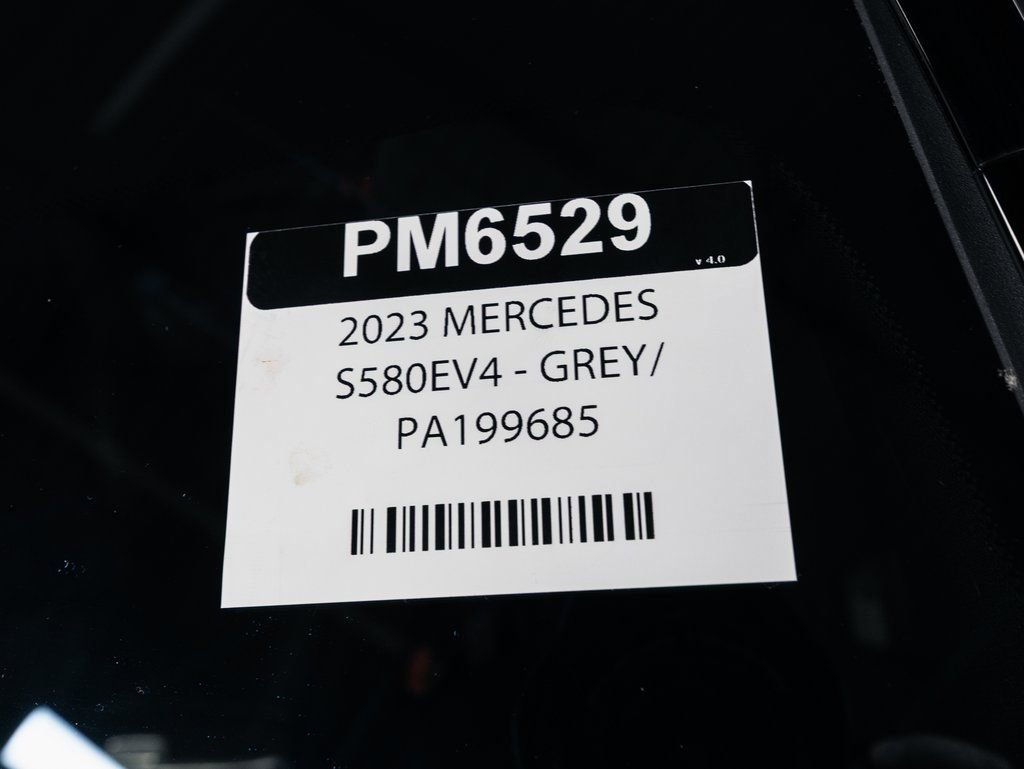 PM6529
v 4.0
2023 MERCEDES
S580EV4 - GREY/
PA199685